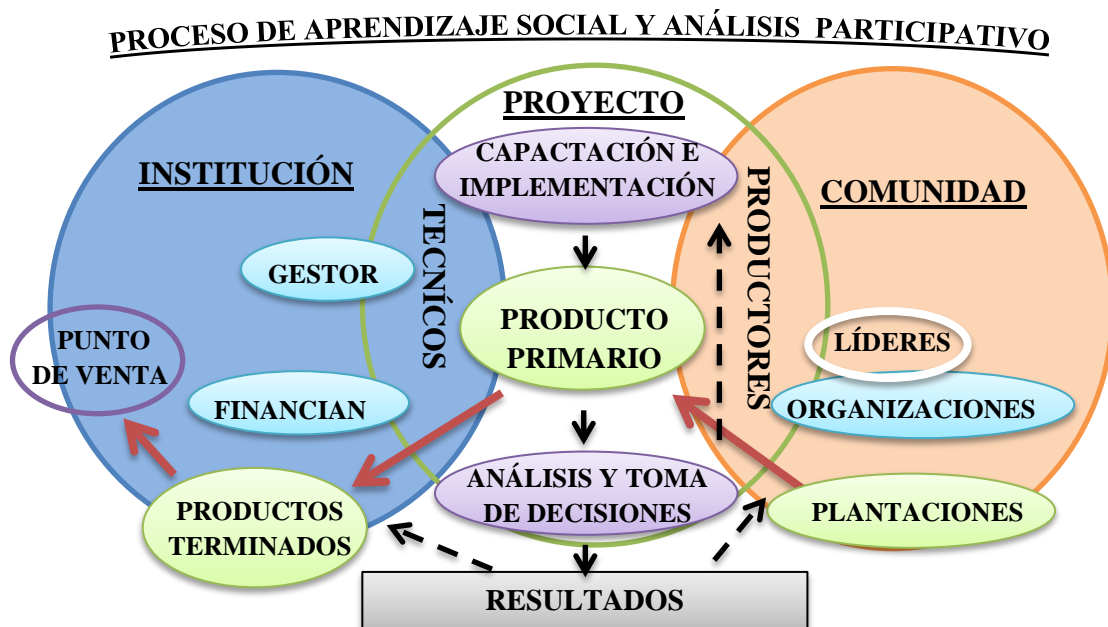 PROCESO DE APRENDIZAJE SOCIAL Y ANÁLISIS PARTICIPATIVO
PROYECTO
INSTITUCIÓN
CAPACTACIÓN E
IMPLEMENTACIÓN
COMUNIDAD
TECNÍCOS
PRODUCTORES
GESTOR
PRODUCTO
PRIMARIO
PUNTO
DE VENTA
LÍDERES
FINANCIAN
ORGANIZACIONES
ANÁLISIS Y TOMA
DE DECISIONES
PRODUCTOS
TERMINADOS
PLANTACIONES
RESULTADOS